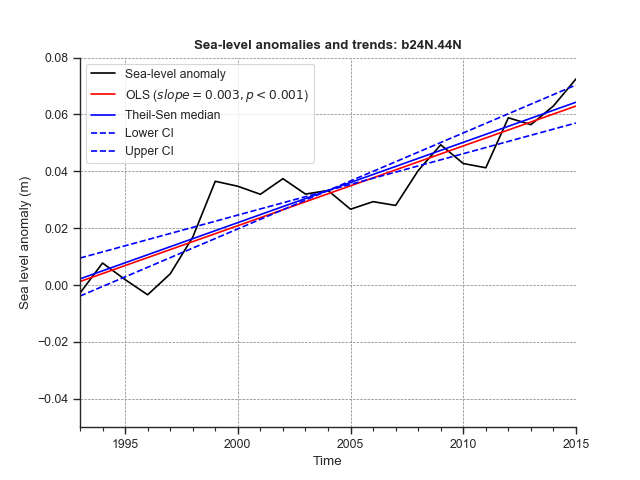 Sea-level anomalies and trends: b24N.44N
0.08
0.06
0.04
0.02
0.00
−0.02
−0.04
Sea level anomaly (m)
Sea-level anomaly
OLS (slope = 0.003, p < 0.001)
Theil-Sen median
Lower CI
Upper CI
1995
2000
2005
2010
2015
Time